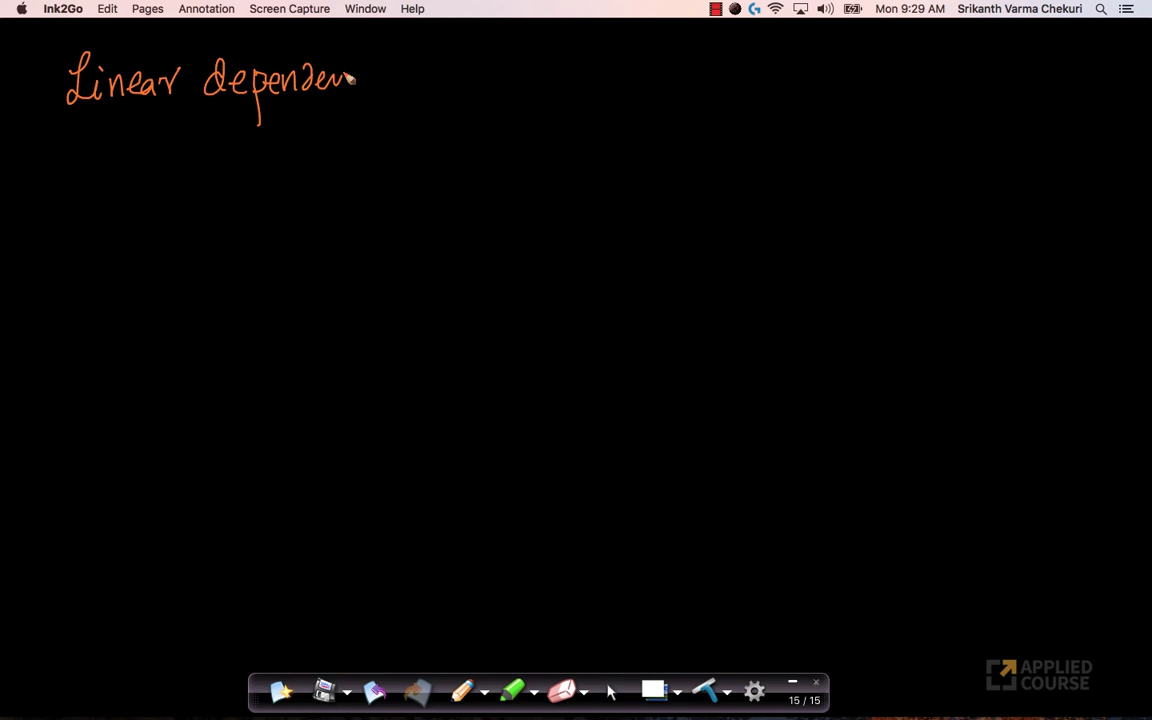 Ink2Go Edit Pages Annotation Screen Capture Window Help Mon 9:29 AM Srikanth Varma Chekuri
Linear dependen
15 / 15
APPLIED
COURSE